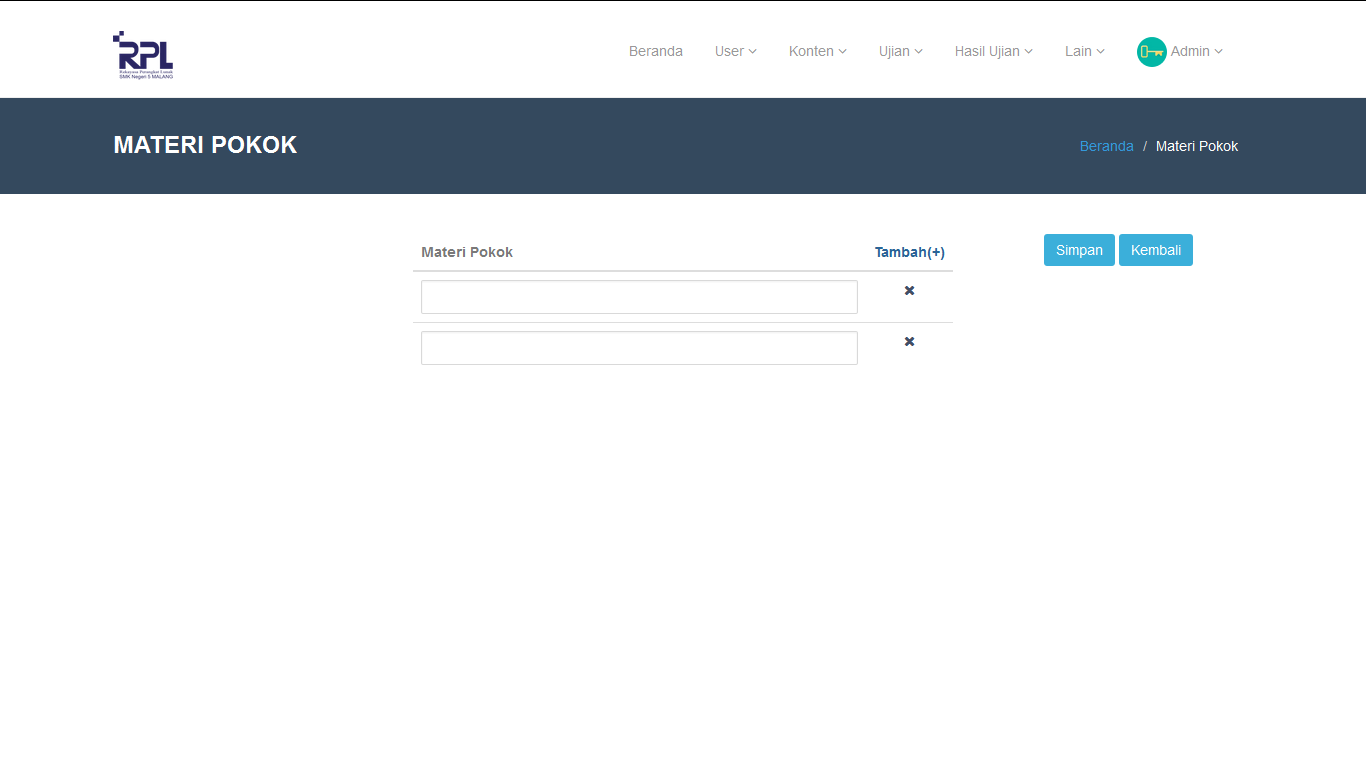 RPL
Rekayasa Perangkat Lunak
SMK Negeri 5 MALANG
Beranda User Konten Ujian Hasil Ujian Lain Admin
MATERI POKOK
Beranda / Materi Pokok
Materi Pokok Tambah(+)
Simpan Kembali